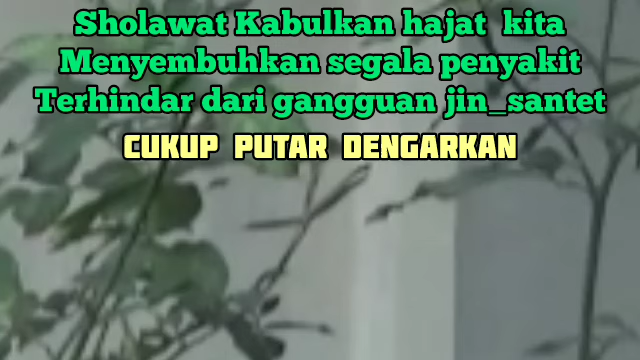 Sholawat Kabulkan hajat kita
Menyembuhkan segala penyakit
Terhindar dari gangguan jin_santet
CUKUP PUTAR DENGARKAN